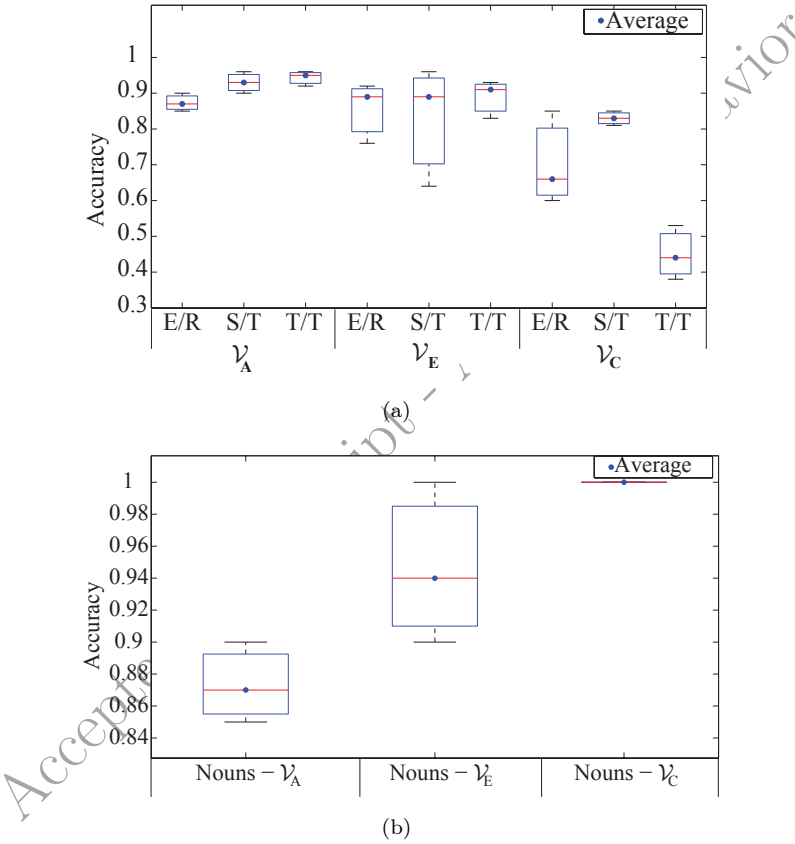 Average
1
0.9
0.8
0.7
0.6
0.5
0.4
0.3
Accuracy
E/R S/T T/T E/R S/T T/T E/R S/T T/T
𝒱A 𝒱E 𝒱C
(a)
Average
1
0.98
0.96
0.94
0.92
0.9
0.88
0.86
0.84
Accuracy
Nouns – 𝒱A Nouns – 𝒱E Nouns – 𝒱C
(b)